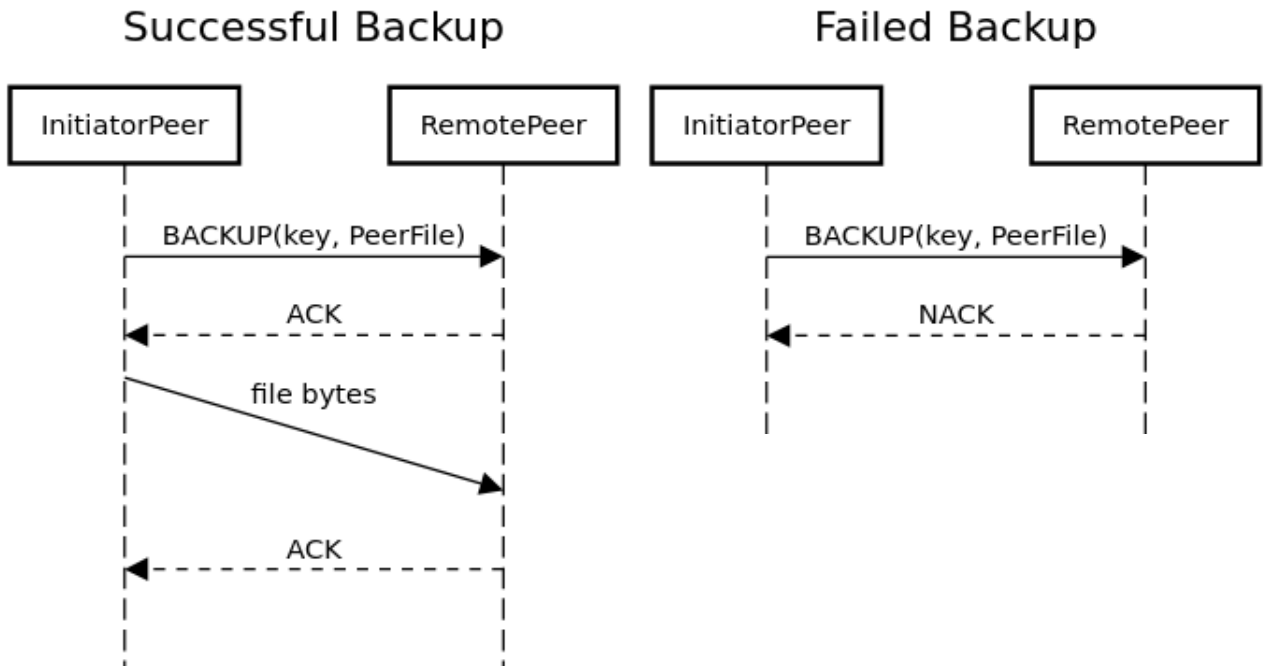 Successful Backup
InitiatorPeer
RemotePeer
BACKUP(key, PeerFile)
ACK
file bytes
ACK
Failed Backup
InitiatorPeer
RemotePeer
BACKUP(key, PeerFile)
NACK